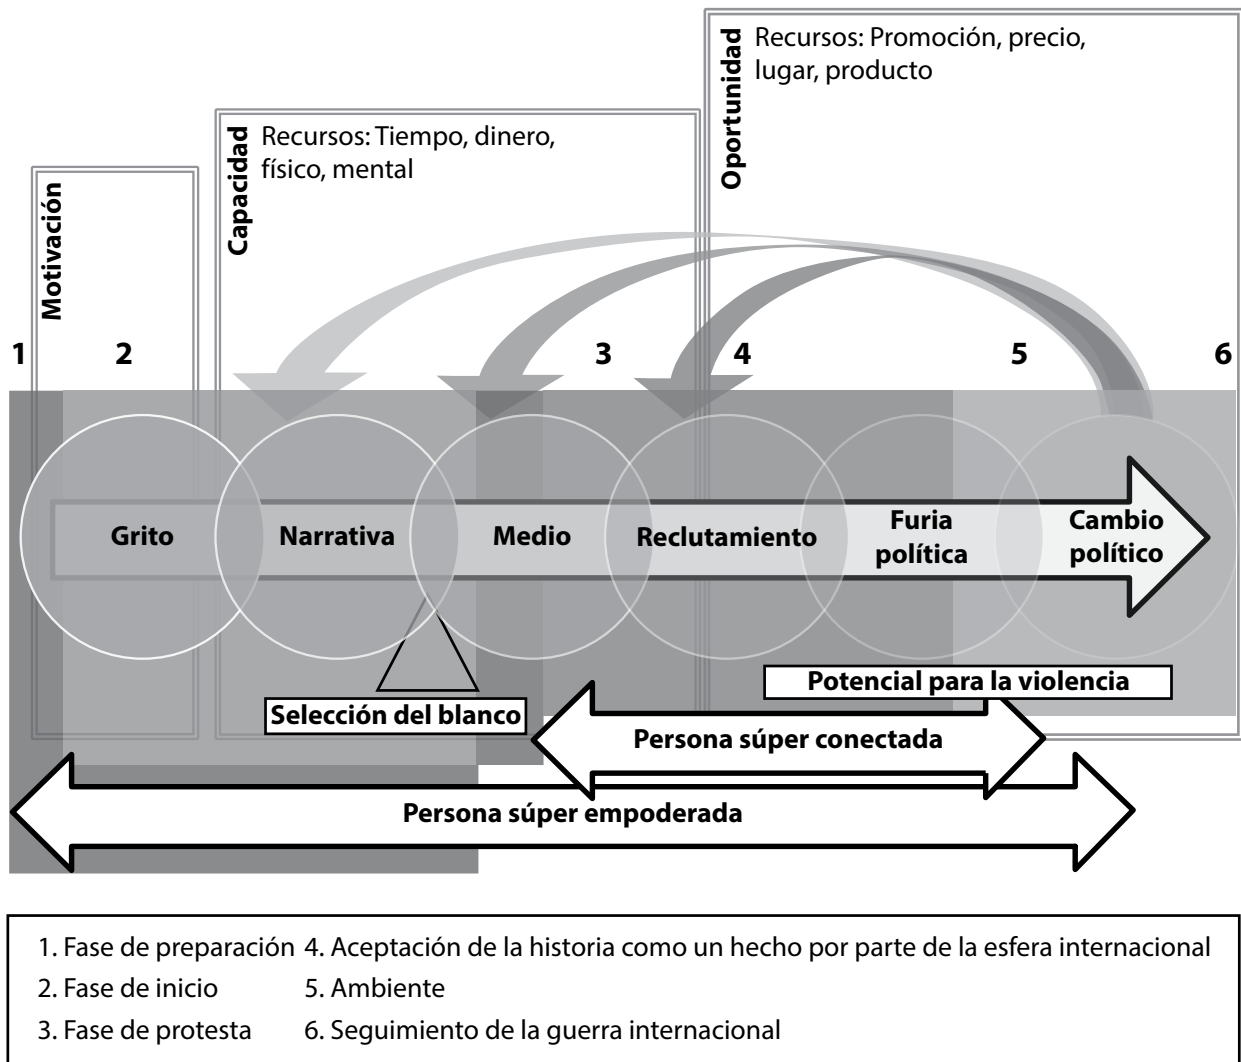 Oportunidad
Recursos: Promoción, precio,
lugar, producto
Capacidad
Recursos: Tiempo, dinero,
físico, mental
Motivación
1
2
3
4
5
6
Grito
Narrativa
Medio
Reclutamiento
Furia
política
Cambio
político
Potencial para la violencia
Selección del blanco
Persona súper conectada
Persona súper empoderada
1. Fase de preparación
2. Fase de inicio
3. Fase de protesta
4. Aceptación de la historia como un hecho por parte de la esfera internacional
5. Ambiente
6. Seguimiento de la guerra internacional